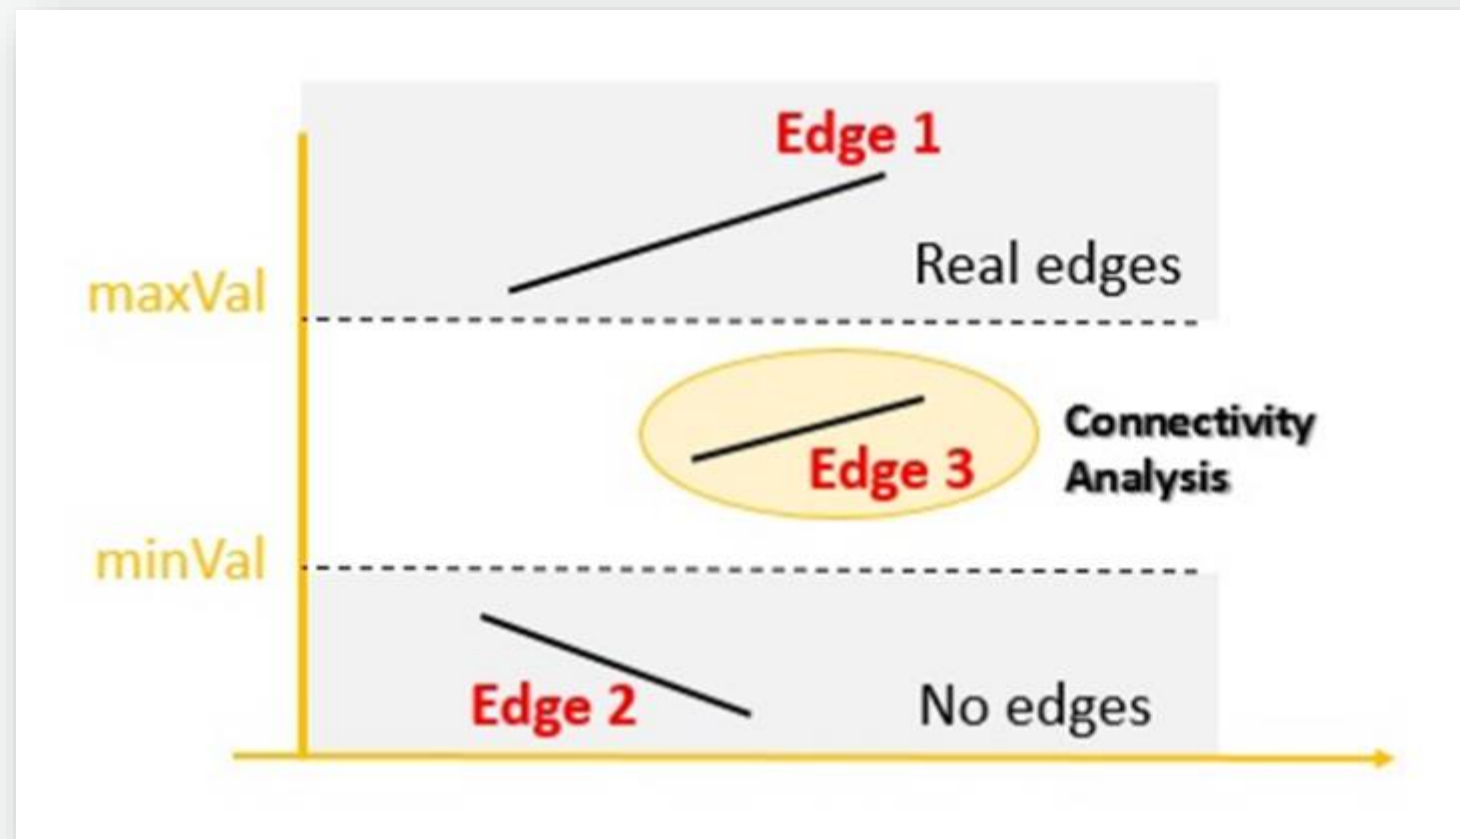 Edge 1
Real edges
maxVal
Connectivity
Analysis
Edge 3
minVal
Edge 2
No edges